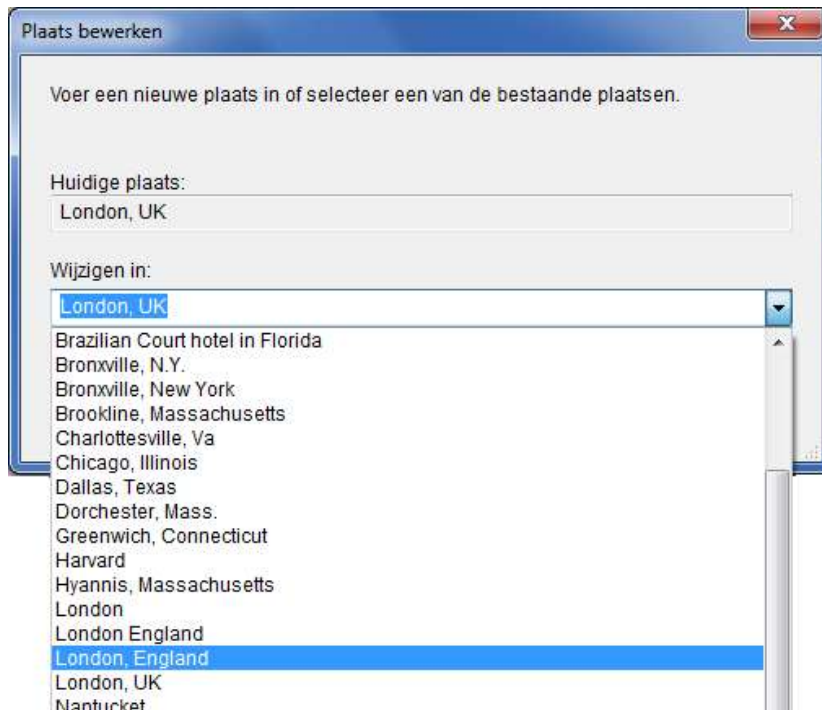 Plaats bewerken
Voer een nieuwe plaats in of selecteer een van de bestaande plaatsen.
Huidige plaats:
London, UK
Wijzigen in:
London, UK
Brazilian Court hotel in Florida
Bronxville, N.Y.
Bronxville, New York
Brookline, Massachusetts
Charlottesville, Va
Chicago, Illinois
Dallas, Texas
Dorchester, Mass.
Greenwich, Connecticut
Harvard
Hyannis, Massachusetts
London
London England
London, England
London, UK
Nantucket